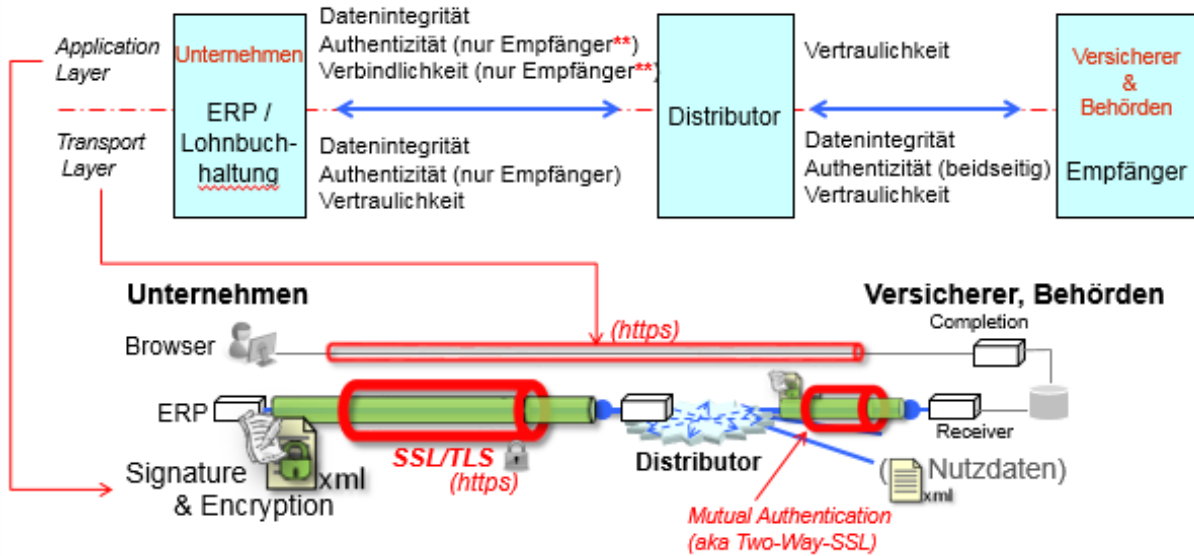 Application
Layer
Transport
Layer
Unternehmen
ERP /
Lohnbuch-
haltung
Datenintegrität
Authentizität (nur Empfänger**)
Verbindlichkeit (nur Empfänger**)
Datenintegrität
Authentizität (nur Empfänger)
Vertraulichkeit
Distributor
Vertraulichkeit
Datenintegrität
Authentizität (beidseitig)
Vertraulichkeit
Versicherer
&
Behörden
Empfänger
Unternehmen
Versicherer, Behörden
Browser
(https)
Completion
ERP
Receiver
SSL/TLS
(https)
Distributor
xml
Signature
& Encryption
(Nutzdaten)
xml
Mutual Authentication
(aka Two-Way-SSL)